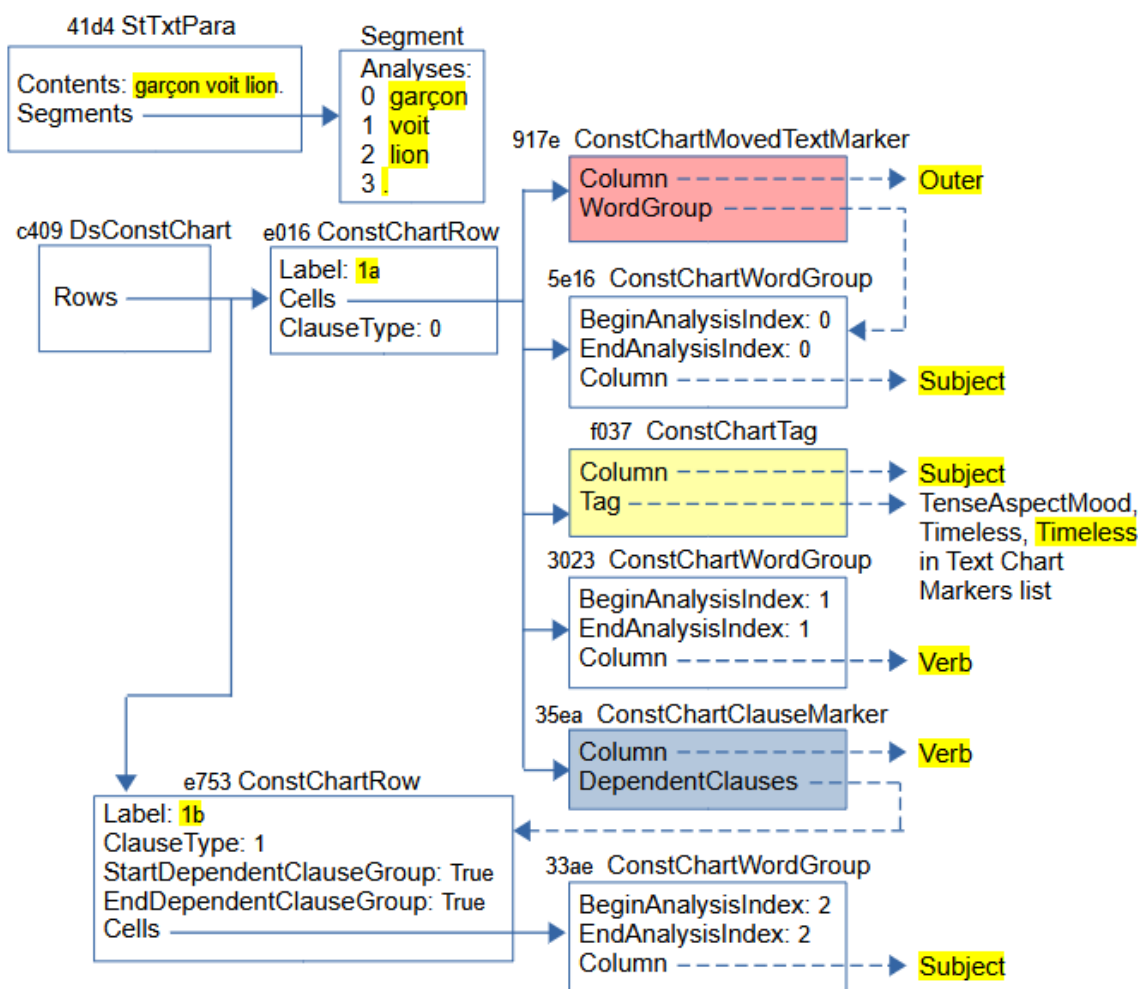 41d4 StTxtPara
Contents: garçon voit lion.
Segments
Segment
Analyses:
0 garçon
1 voit
2 lion
3 .
917e ConstChartMovedTextMarker
Column
Outer
WordGroup
c409 DsConstChart
Rows
e016 ConstChartRow
Label: 1a
Cells
ClauseType: 0
5e16 ConstChartWordGroup
BeginAnalysisIndex: 0
EndAnalysisIndex: 0
Column
Subject
f037 ConstChartTag
Column
Subject
Tag
TenseAspectMood,
Timeless, Timeless
in Text Chart
Markers list
3023 ConstChartWordGroup
BeginAnalysisIndex: 1
EndAnalysisIndex: 1
Column
Verb
35ea ConstChartClauseMarker
Column
Verb
DependentClauses
e753 ConstChartRow
Label: 1b
ClauseType: 1
StartDependentClauseGroup: True
EndDependentClauseGroup: True
Cells
33ae ConstChartWordGroup
BeginAnalysisIndex: 2
EndAnalysisIndex: 2
Column
Subject